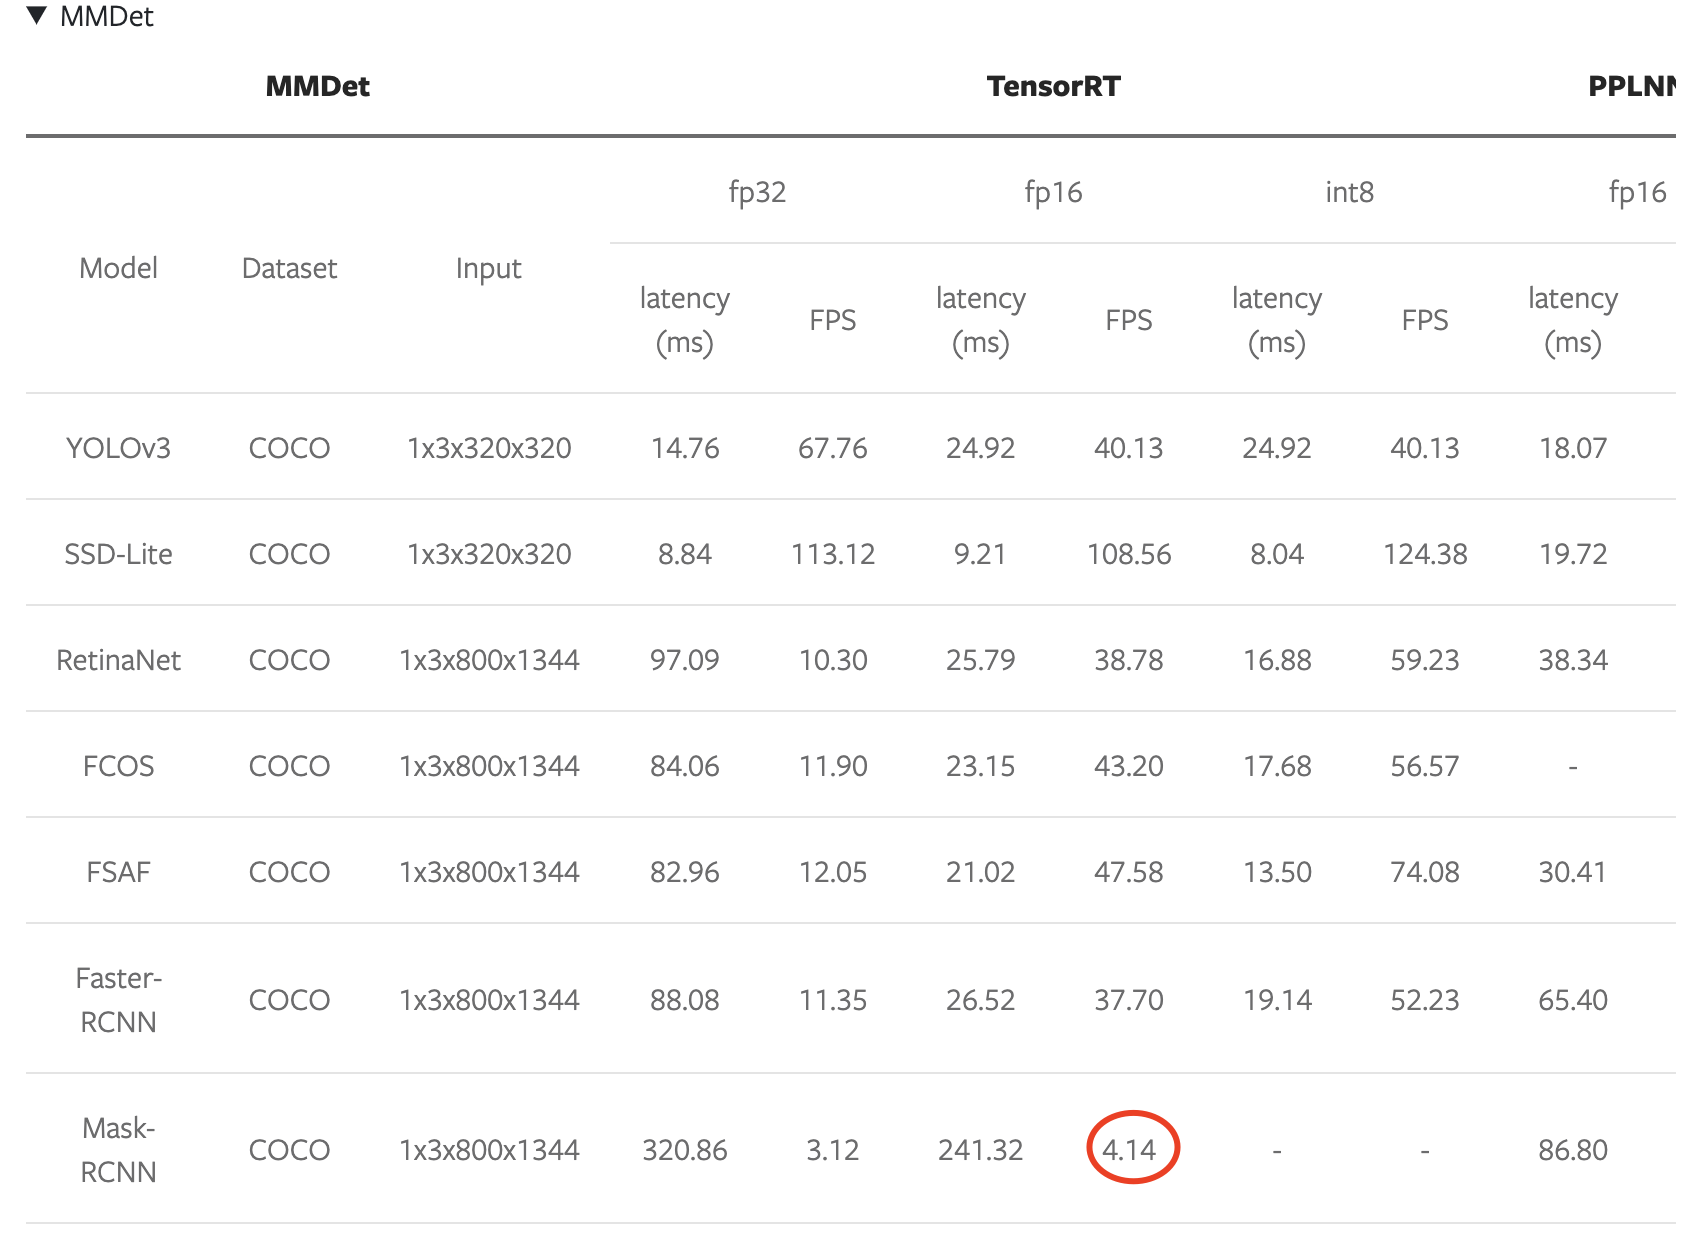 ▼ MMDet
MMDet TensorRT PPLNN
fp32 fp16 int8 fp16
Model Dataset Input
latency (ms) FPS latency (ms) FPS latency (ms) FPS latency (ms)
YOLOv3 COCO 1x3x320x320 14.76 67.76 24.92 40.13 24.92 40.13 18.07
SSD-Lite COCO 1x3x320x320 8.84 113.12 9.21 108.56 8.04 124.38 19.72
RetinaNet COCO 1x3x800x1344 97.09 10.30 25.79 38.78 16.88 59.23 38.34
FCOS COCO 1x3x800x1344 84.06 11.90 23.15 43.20 17.68 56.57 -
FSAF COCO 1x3x800x1344 82.96 12.05 21.02 47.58 13.50 74.08 30.41
Faster-RCNN COCO 1x3x800x1344 88.08 11.35 26.52 37.70 19.14 52.23 65.40
Mask-RCNN COCO 1x3x800x1344 320.86 3.12 241.32 4.14 - - 86.80